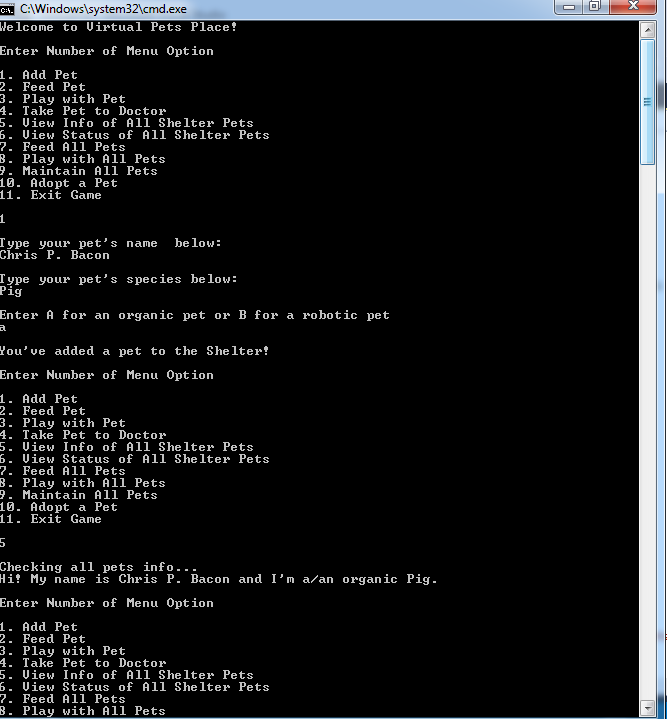 C:\Windows\system32\cmd.exe
Welcome to Virtual Pets Place!
Enter Number of Menu Option
1. Add Pet
2. Feed Pet
3. Play with Pet
4. Take Pet to Doctor
5. View Info of All Shelter Pets
6. View Status of All Shelter Pets
7. Feed All Pets
8. Play with All Pets
9. Maintain All Pets
10. Adopt a Pet
11. Exit Game
1
Type your pet's name  below:
Chris P. Bacon
Type your pet's species below:
Pig
Enter A for an organic pet or B for a robotic pet
a
You've added a pet to the Shelter!
Enter Number of Menu Option
1. Add Pet
2. Feed Pet
3. Play with Pet
4. Take Pet to Doctor
5. View Info of All Shelter Pets
6. View Status of All Shelter Pets
7. Feed All Pets
8. Play with All Pets
9. Maintain All Pets
10. Adopt a Pet
11. Exit Game
5
Checking all pets info...
Hi! My name is Chris P. Bacon and I'm a/an organic Pig.
Enter Number of Menu Option
1. Add Pet
2. Feed Pet
3. Play with Pet
4. Take Pet to Doctor
5. View Info of All Shelter Pets
6. View Status of All Shelter Pets
7. Feed All Pets
8. Play with All Pets